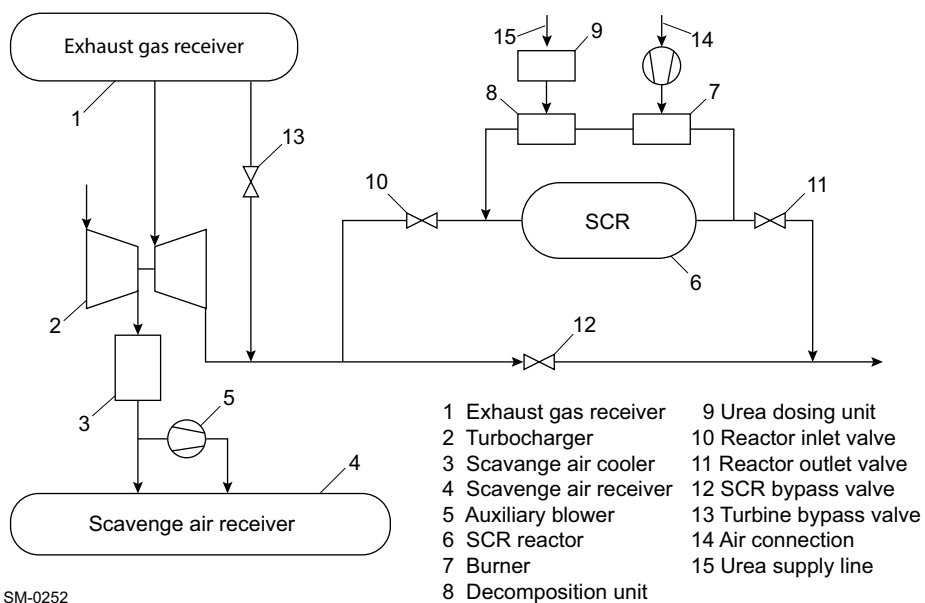 Exhaust gas receiver
1
13
2
3
5
4
Scavenge air receiver
15
9
14
8
7
10
11
SCR
6
12
1 Exhaust gas receiver
2 Turbocharger
3 Scavange air cooler
4 Scavenge air receiver
5 Auxiliary blower
6 SCR reactor
7 Burner
8 Decomposition unit
9 Urea dosing unit
10 Reactor inlet valve
11 Reactor outlet valve
12 SCR bypass valve
13 Turbine bypass valve
14 Air connection
15 Urea supply line
SM-0252